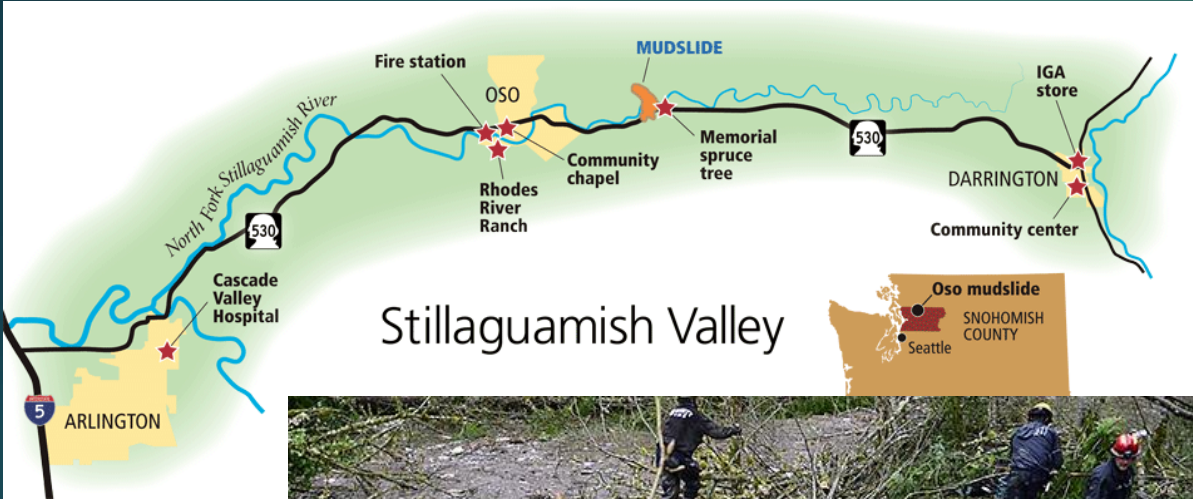 MUDSLIDE
Fire station
OSO
IGA
store
North Fork Stillaguamish River
530
Memorial
spruce
tree
Community
chapel
530
DARRINGTON
Rhodes
River
Ranch
Community center
530
Cascade
Valley
Hospital
Stillaguamish Valley
Oso mudslide
SNOHOMISH
COUNTY
Seattle
5
ARLINGTON